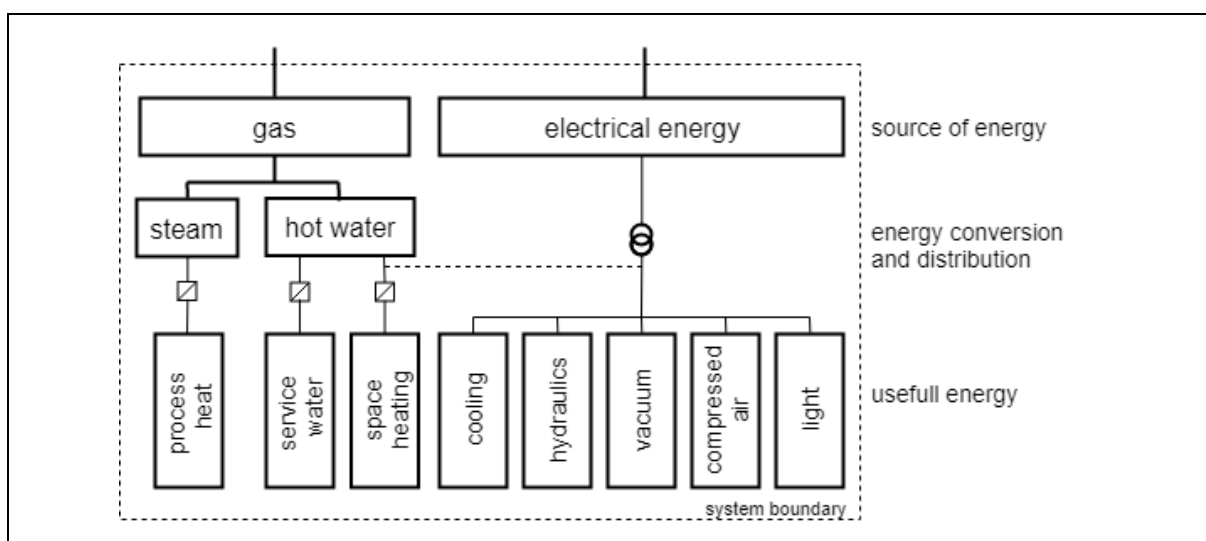 gas
electrical energy
source of energy
steam
hot water
energy conversion
and distribution
process
heat
service
water
space
heating
cooling
hydraulics
vacuum
compressed
air
light
usefull energy
system boundary